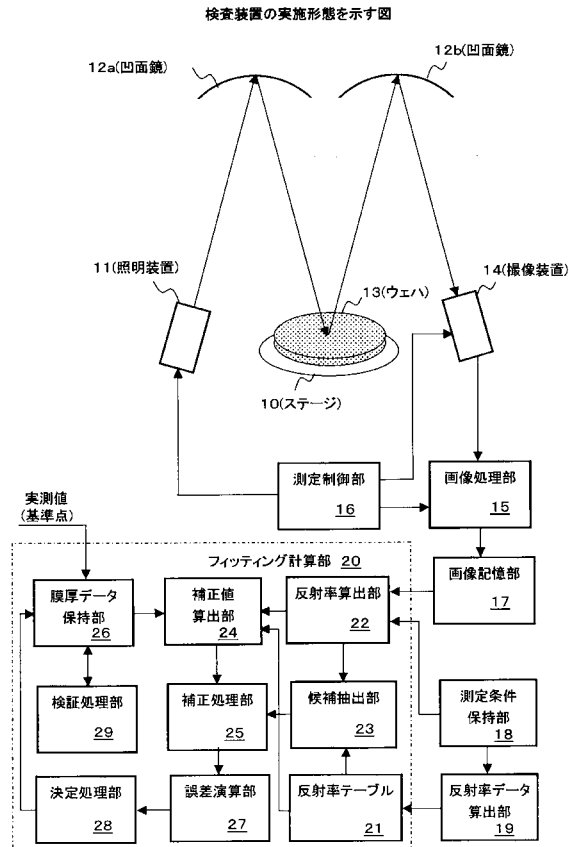 検査装置の実施形態を示す図
12a(凹面鏡)
12b(凹面鏡)
11(照明装置)
14(撮像装置)
13(ウェハ)
10(ステージ)
測定制御部
16
画像処理部
15
実測値
(基準点)
フィッティング計算部 20
画像記憶部
17
膜厚データ
保持部
26
補正値
算出部
24
反射率算出部
22
検証処理部
29
補正処理部
25
候補抽出部
23
測定条件
保持部
18
決定処理部
28
誤差演算部
27
反射率テーブル
21
反射率データ
算出部
19